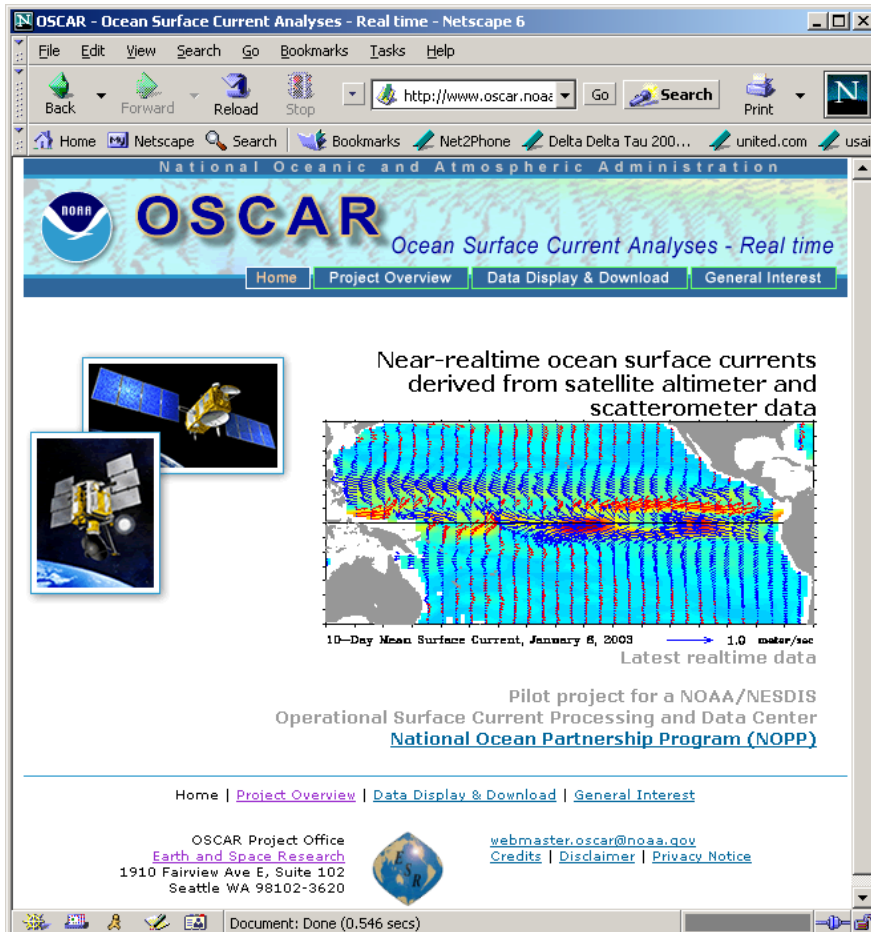 OSCAR - Ocean Surface Current Analyses - Real time - Netscape 6
File Edit View Search Go Bookmarks Tasks Help
Back Forward Reload Stop http://www.oscar.noaa Go Search Print N
Home Netscape Search Bookmarks Net2Phone Delta Delta Tau 200... united.com usai
National Oceanic and Atmospheric Administration
NOAA
OSCAR
Ocean Surface Current Analyses - Real time
Home Project Overview Data Display & Download General Interest
Near-realtime ocean surface currents
derived from satellite altimeter and
scatterometer data
10-Day Mean Surface Current, January 6, 2003 1.0 meter/sec
Latest realtime data
Pilot project for a NOAA/NESDIS
Operational Surface Current Processing and Data Center
National Ocean Partnership Program (NOPP)
Home | Project Overview | Data Display & Download | General Interest
OSCAR Project Office
Earth and Space Research
1910 Fairview Ave E, Suite 102
Seattle WA 98102-3620
ESR
webmaster.oscar@noaa.gov
Credits | Disclaimer | Privacy Notice
Document: Done (0.546 secs)